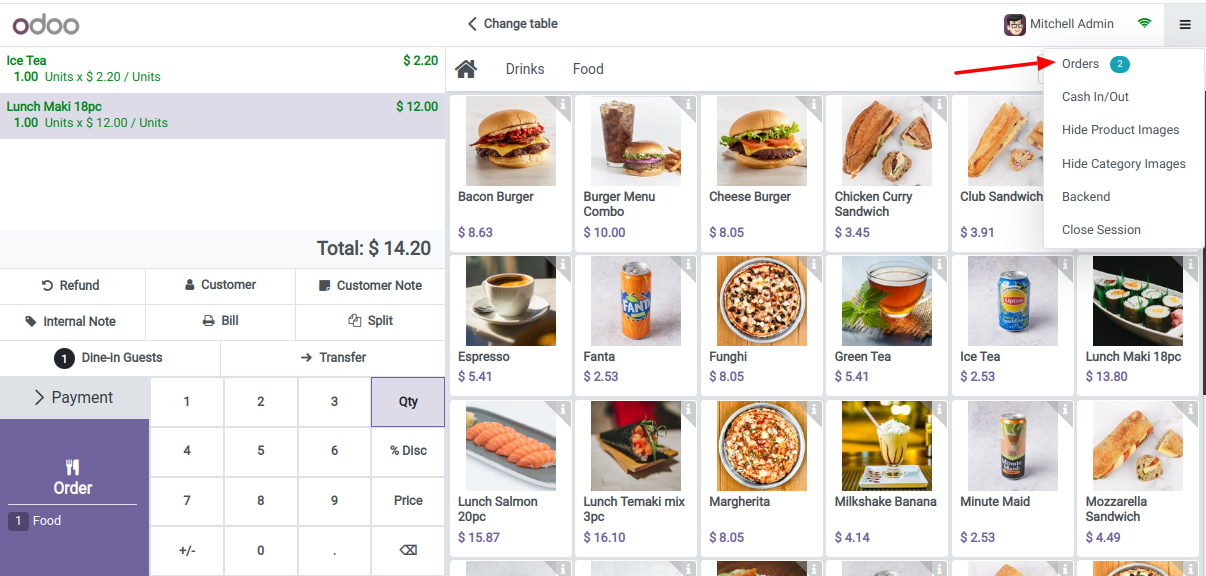 odoo
Change table
Mitchell Admin
Ice Tea $ 2.20
1.00 Units x $ 2.20 / Units
Lunch Maki 18pc $ 12.00
1.00 Units x $ 12.00 / Units
Total: $ 14.20
Refund Customer Customer Note
Internal Note Bill Split
1 Dine-in Guests Transfer
Payment
1 2 3 Qty
4 5 6 % Disc
7 8 9 Price
+/- 0 . ⌫
Order
1 Food
Drinks Food
Orders 2
Cash In/Out
Hide Product Images
Hide Category Images
Backend
Close Session
Bacon Burger
$ 8.63
Burger Menu
Combo
$ 10.00
Cheese Burger
$ 8.05
Chicken Curry
Sandwich
$ 3.45
Club Sandwich
$ 3.91
Espresso
$ 5.41
FANTA
Fanta
$ 2.53
Funghi
$ 8.05
Green Tea
$ 5.41
Lipton
Ice Tea
$ 2.53
Lunch Maki 18pc
$ 13.80
Lunch Salmon
20pc
$ 15.87
Lunch Temaki mix
3pc
$ 16.10
Margherita
$ 8.05
Milkshake Banana
$ 4.14
Minute
Maid
Minute Maid
$ 2.53
Mozzarella
Sandwich
$ 4.49